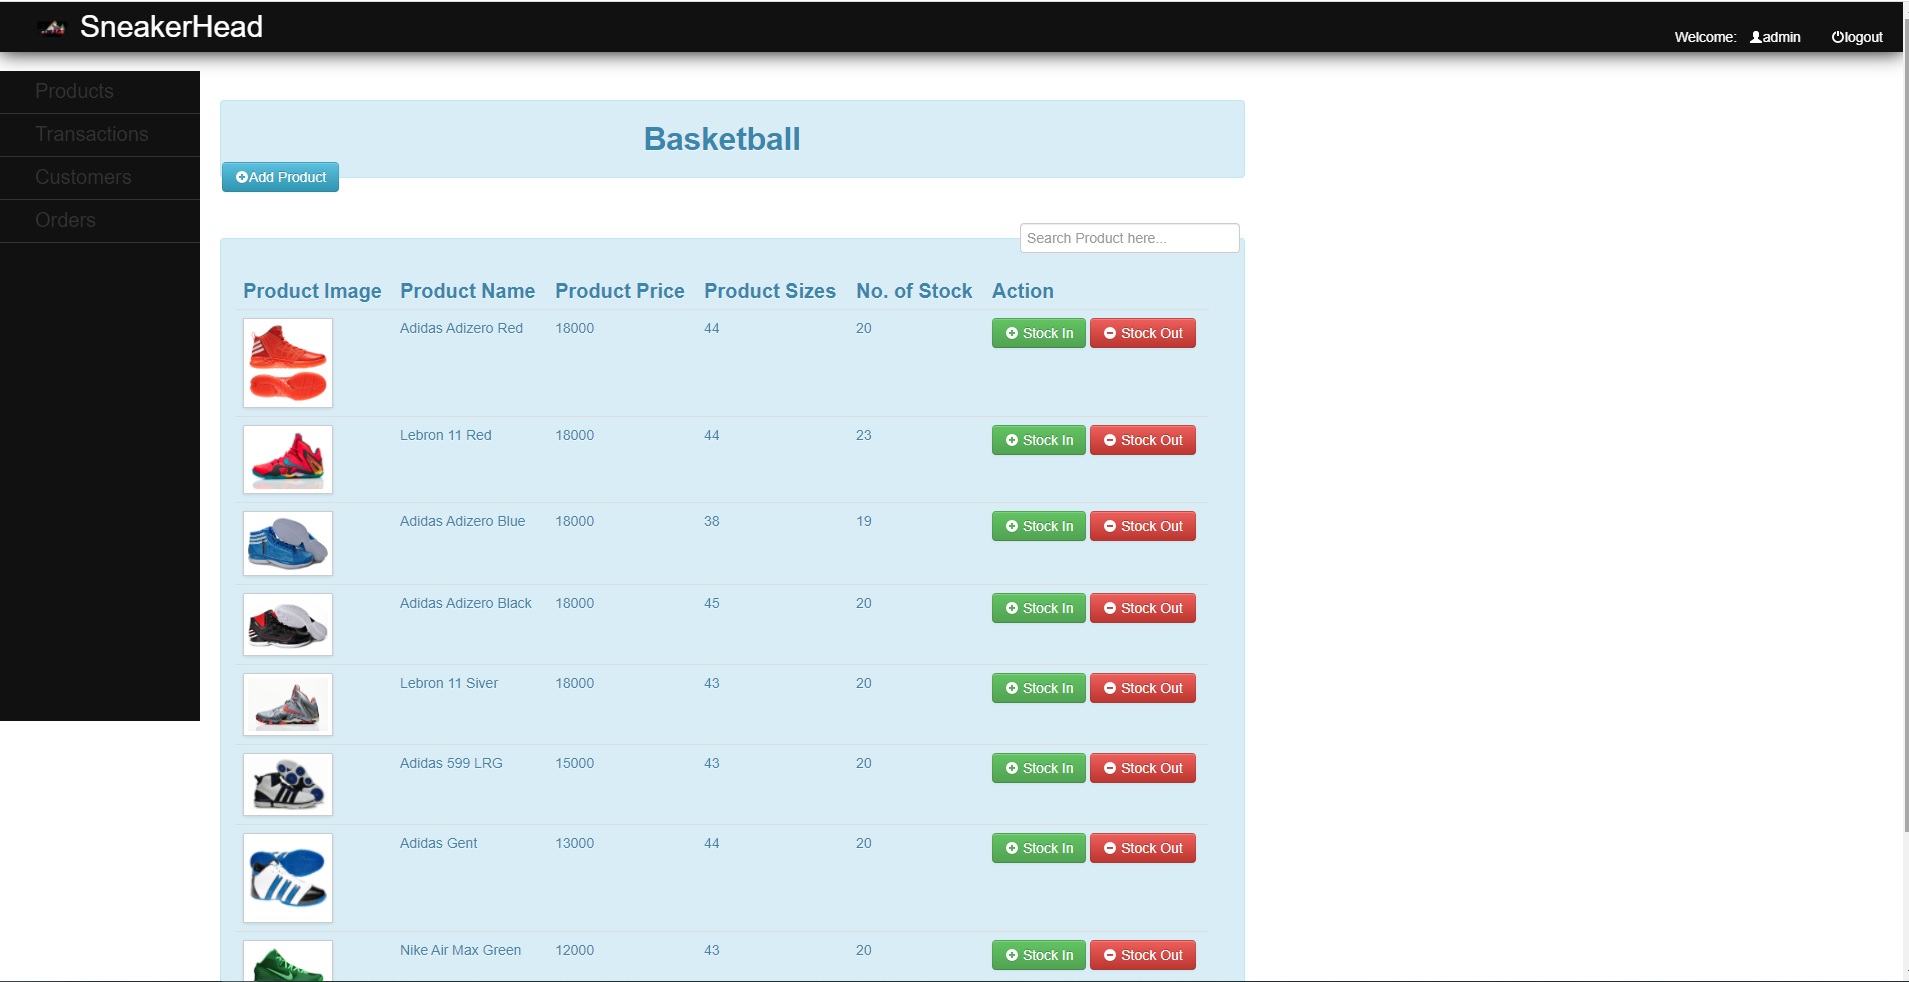 SneakerHead
Welcome: admin logout
Products
Transactions
Customers
Orders
Basketball
Add Product
Search Product here...
Product Image Product Name Product Price Product Sizes No. of Stock Action
Adidas Adizero Red 18000 44 20 Stock In Stock Out
Lebron 11 Red 18000 44 23 Stock In Stock Out
Adidas Adizero Blue 18000 38 19 Stock In Stock Out
Adidas Adizero Black 18000 45 20 Stock In Stock Out
Lebron 11 Siver 18000 43 20 Stock In Stock Out
Adidas 599 LRG 15000 43 20 Stock In Stock Out
Adidas Gent 13000 44 20 Stock In Stock Out
Nike Air Max Green 12000 43 20 Stock In Stock Out